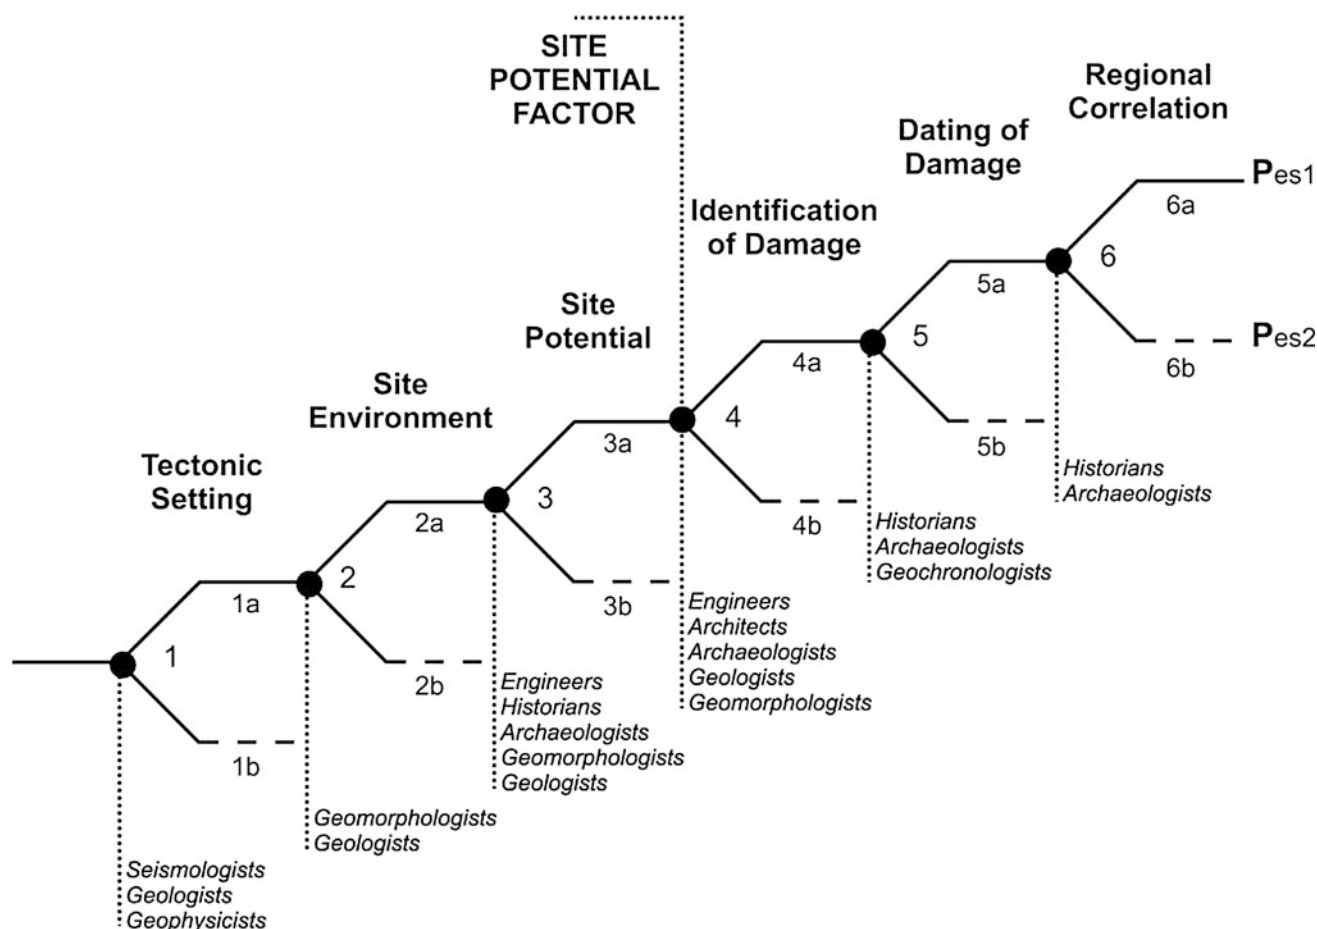 SITE
POTENTIAL
FACTOR
Regional
Correlation
Dating of
Damage
Pes1
6a
Identification
of Damage
6
5a
Site
Potential
5
Pes2
4a
6b
Site
Environment
4
3a
5b
Tectonic
Setting
Historians
Archaeologists
3
2a
4b
Historians
Archaeologists
Geochronologists
2
1a
3b
Engineers
Architects
Archaeologists
Geologists
Geomorphologists
1
2b
Engineers
Historians
Archaeologists
Geomorphologists
Geologists
1b
Geomorphologists
Geologists
Seismologists
Geologists
Geophysicists